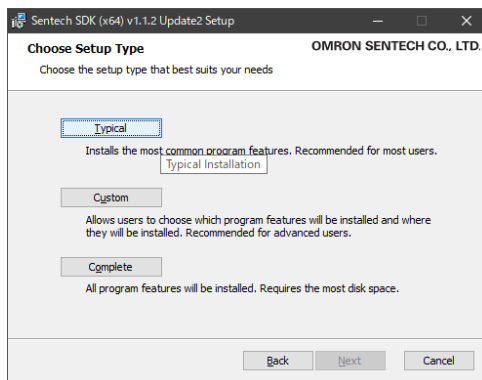 Sentech SDK (x64) v1.1.2 Update2 Setup
Choose Setup Type
OMRON SENTECH CO., LTD.
Choose the setup type that best suits your needs
Typical
Installs the most common program features. Recommended for most users.
Typical Installation
Custom
Allows users to choose which program features will be installed and where
they will be installed. Recommended for advanced users.
Complete
All program features will be installed. Requires the most disk space.
Back
Next
Cancel